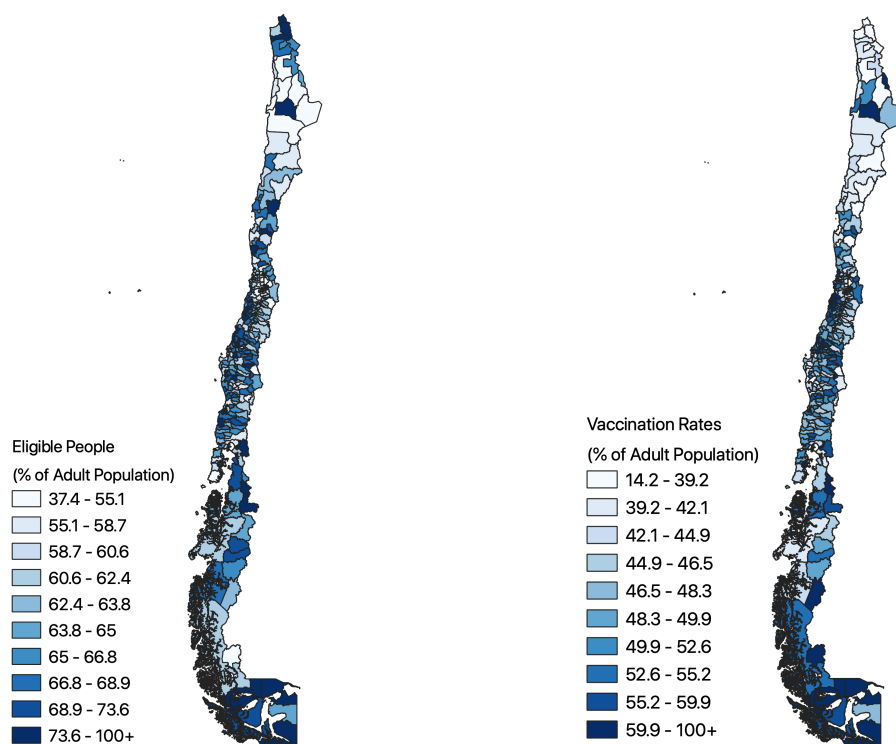 Eligible People
(% of Adult Population)
37.4 - 55.1
55.1 - 58.7
58.7 - 60.6
60.6 - 62.4
62.4 - 63.8
63.8 - 65
65 - 66.8
66.8 - 68.9
68.9 - 73.6
73.6 - 100+
Vaccination Rates
(% of Adult Population)
14.2 - 39.2
39.2 - 42.1
42.1 - 44.9
44.9 - 46.5
46.5 - 48.3
48.3 - 49.9
49.9 - 52.6
52.6 - 55.2
55.2 - 59.9
59.9 - 100+